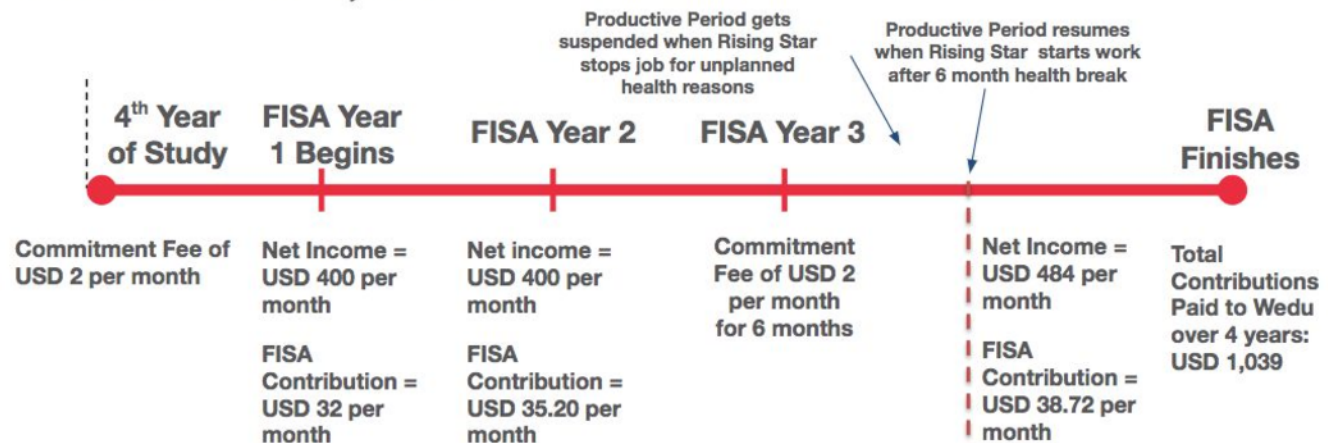 Productive Period gets
suspended when Rising Star
stops job for unplanned
health reasons
Productive Period resumes
when Rising Star starts work
after 6 month health break
4th Year
of Study
FISA Year
1 Begins
FISA Year 2
FISA Year 3
FISA
Finishes
Commitment Fee of
USD 2 per month
Net Income =
USD 400 per
month
FISA
Contribution =
USD 32 per
month
Net income =
USD 400 per
month
FISA
Contribution =
USD 35.20 per
month
Commitment
Fee of USD 2
per month
for 6 months
Net Income =
USD 484 per
month
FISA
Contribution =
USD 38.72 per
month
Total
Contributions
Paid to Wedu
over 4 years:
USD 1,039